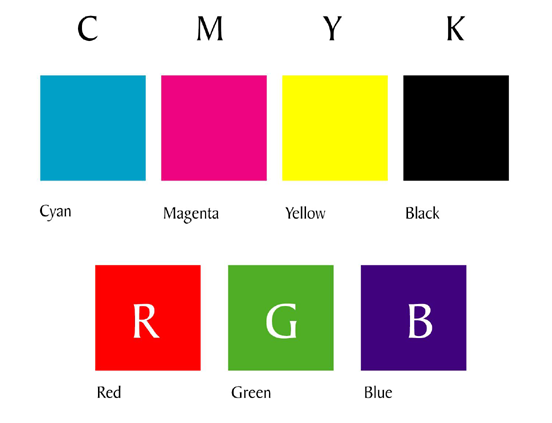 C M Y K
Cyan Magenta Yellow Black
R G B
Red Green Blue